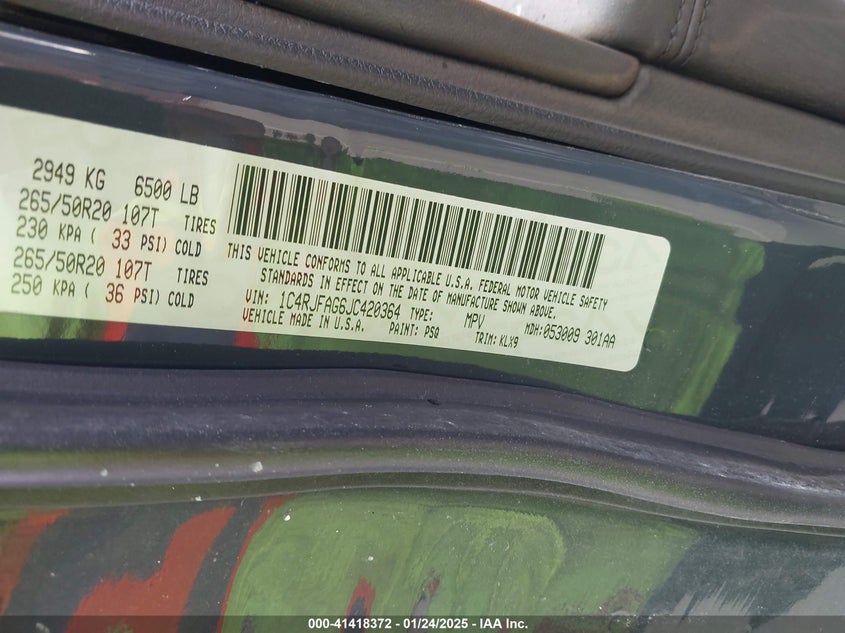 2949 KG 6500 LB
265/50R20 107T TIRES
230 KPA ( 33 PSI) COLD
265/50R20 107T TIRES
250 KPA ( 36 PSI) COLD
THIS VEHICLE CONFORMS TO ALL APPLICABLE U.S.A. FEDERAL MOTOR VEHICLE SAFETY
STANDARDS IN EFFECT ON THE DATE OF MANUFACTURE SHOWN ABOVE.
VIN: 1C4RJFAG6JC420364 TYPE: MPV MDH:053009 301AA
VEHICLE MADE IN U.S.A. PAINT: PSQ TRIM: KLX9
000-41418372 - 01/24/2025 - IAA Inc.